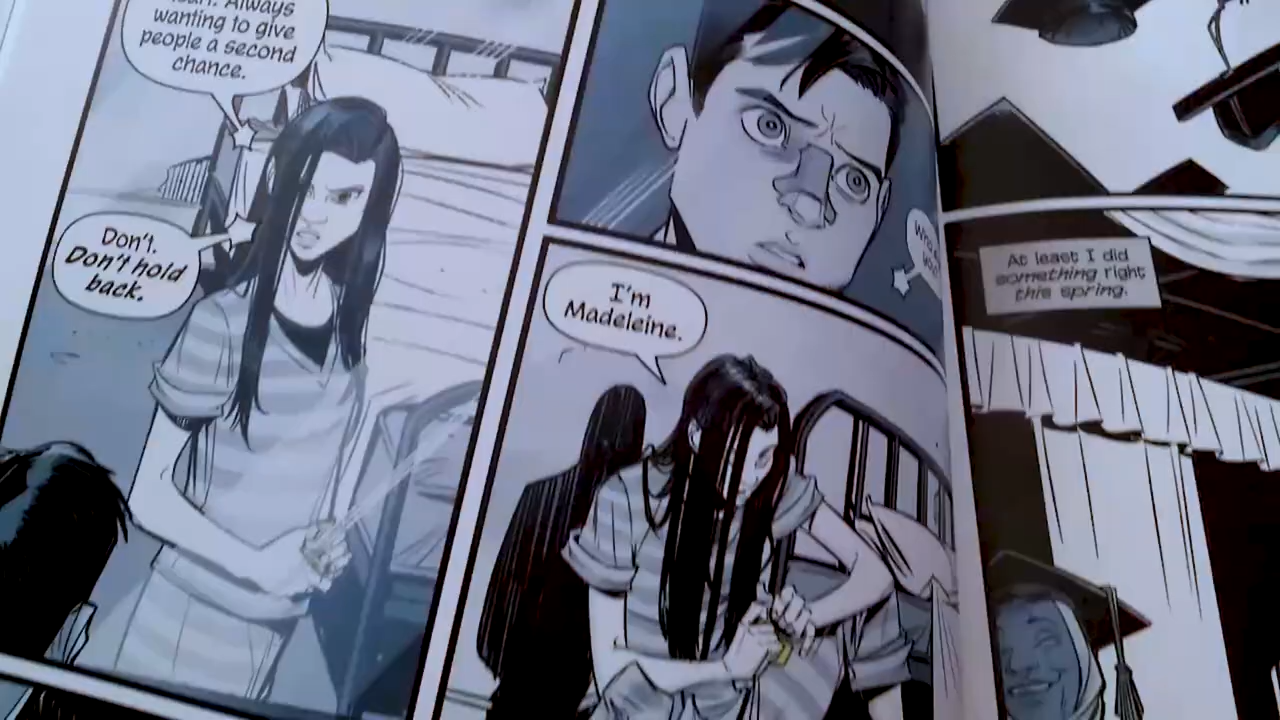 Always
wanting to give
people a second
chance.
Don't.
Don't hold
back.
I'm
Madeleine.
At least I did
something right
this spring.